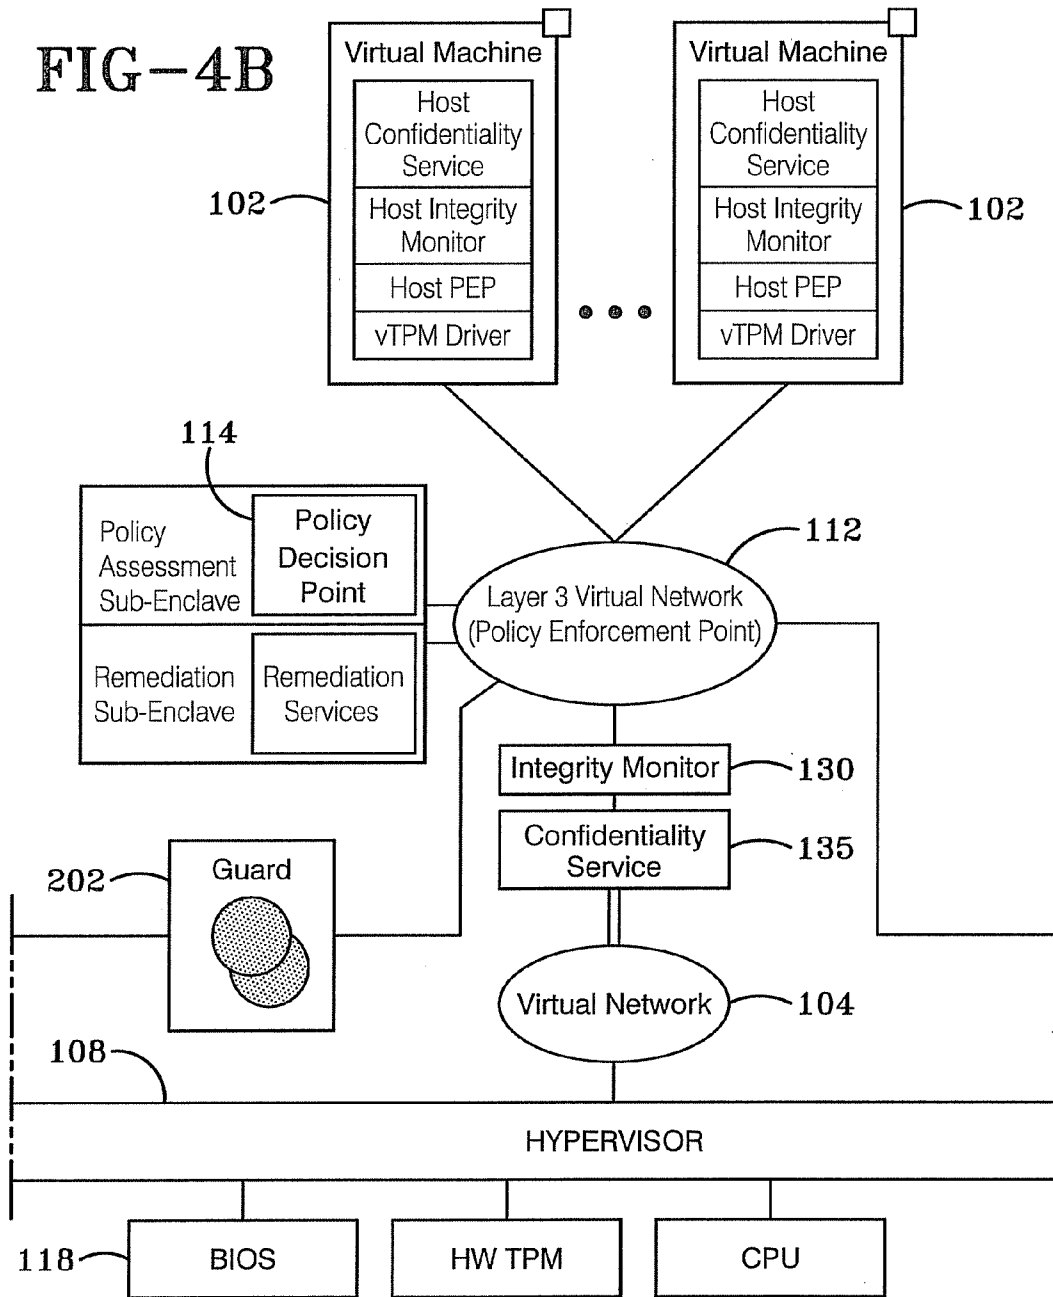 FIG-4B
Virtual Machine
Host
Confidentiality
Service
Host Integrity
Monitor
Host PEP
vTPM Driver
102
Virtual Machine
Host
Confidentiality
Service
Host Integrity
Monitor
Host PEP
vTPM Driver
102
114
Policy
Assessment
Sub-Enclave
Policy
Decision
Point
Remediation
Sub-Enclave
Remediation
Services
112
Layer 3 Virtual Network
(Policy Enforcement Point)
Integrity Monitor
130
Confidentiality
Service
135
202
Guard
Virtual Network
104
108
HYPERVISOR
118
BIOS
HW TPM
CPU